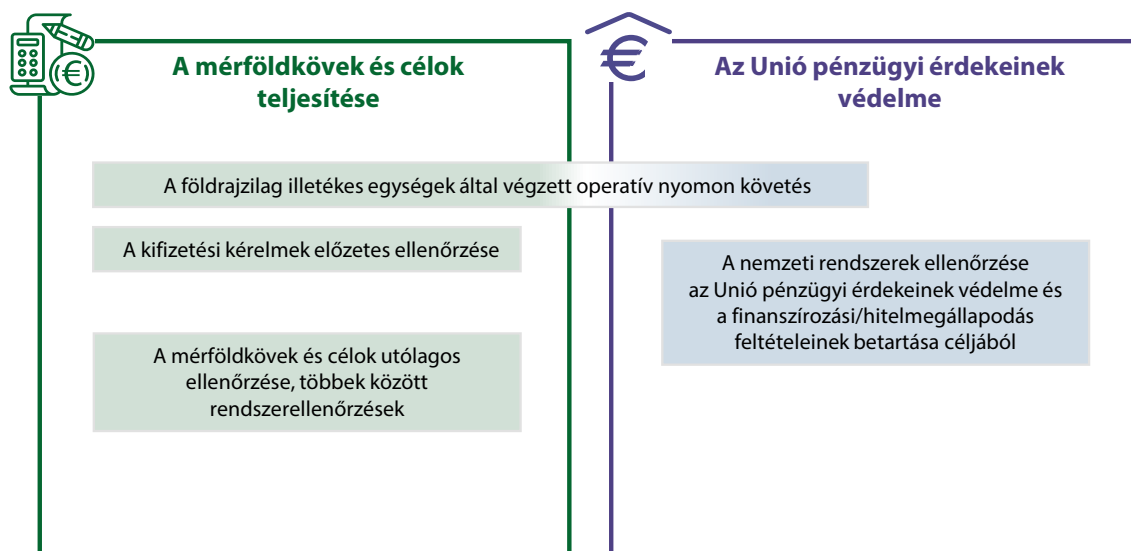 A mérföldkövek és célok
teljesítése
Az Unió pénzügyi érdekeinek
védelme
A földrajzilag illetékes egységek által végzett operatív nyomon követés
A kifizetési kérelmek előzetes ellenőrzése
A nemzeti rendszerek ellenőrzése
az Unió pénzügyi érdekeinek védelme és
a finanszírozási/hitelmegállapodás
feltételeinek betartása céljából
A mérföldkövek és célok utólagos
ellenőrzése, többek között
rendszerellenőrzések